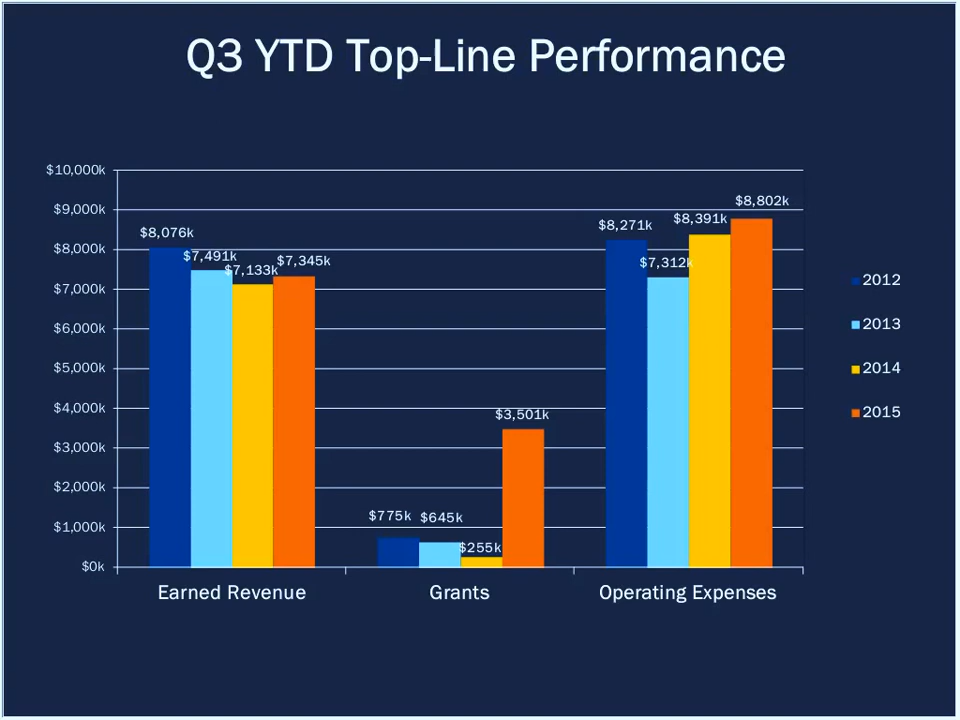 Q3 YTD Top-Line Performance
$10,000k
$9,000k
$8,000k
$7,000k
$6,000k
$5,000k
$4,000k
$3,000k
$2,000k
$1,000k
$0k
$8,076k
$7,491k
$7,133k
$7,345k
$775k
$645k
$255k
$3,501k
$8,271k
$7,312k
$8,391k
$8,802k
Earned Revenue
Grants
Operating Expenses
2012
2013
2014
2015